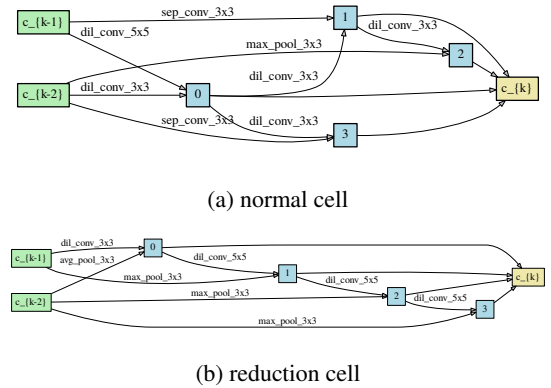 sep_conv_3x3
c_{k-1}
1
dil_conv_3x3
dil_conv_5x5
max_pool_3x3
2
dil_conv_3x3
dil_conv_3x3
c_{k-2}
0
c_{k}
sep_conv_3x3
dil_conv_3x3
3
(a) normal cell
dil_conv_3x3
0
c_{k-1}
avg_pool_3x3
dil_conv_5x5
max_pool_3x3
1
dil_conv_5x5
c_{k}
c_{k-2}
max_pool_3x3
2
dil_conv_5x5
3
max_pool_3x3
(b) reduction cell